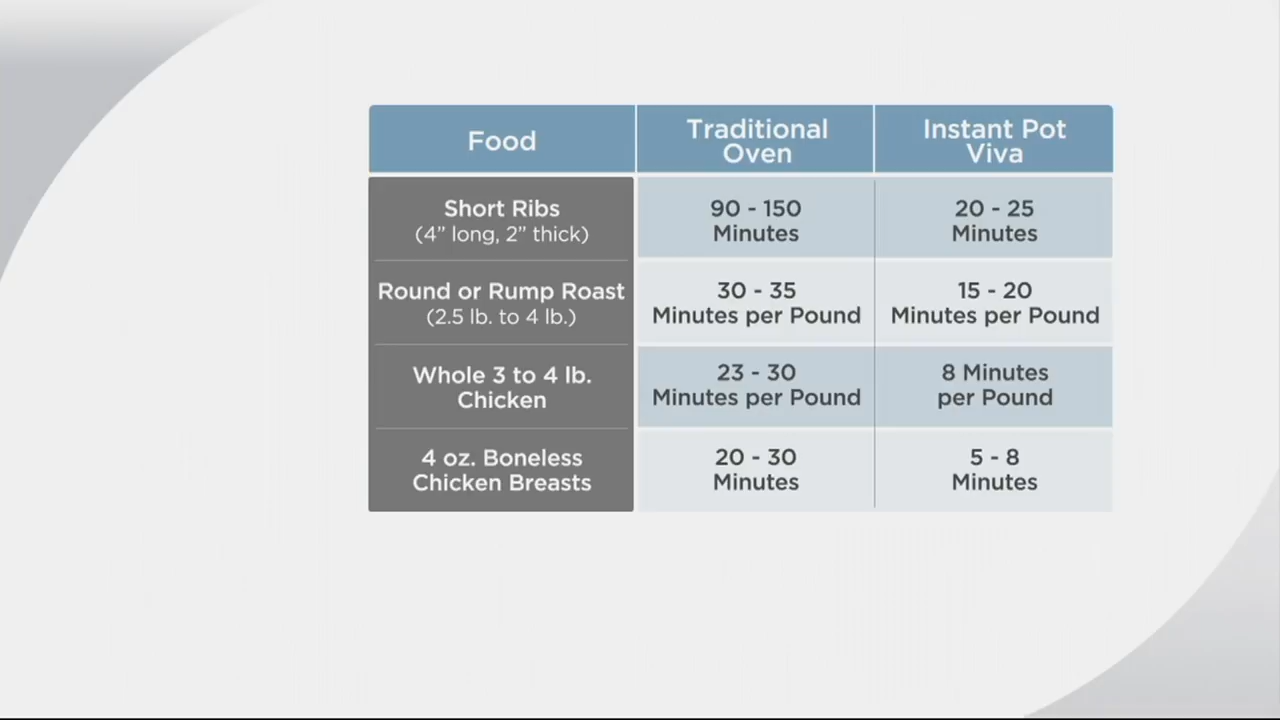 Food
Traditional
Oven
Instant Pot
Viva
Short Ribs
(4” long, 2” thick)
90 - 150
Minutes
20 - 25
Minutes
Round or Rump Roast
(2.5 lb. to 4 lb.)
30 - 35
Minutes per Pound
15 - 20
Minutes per Pound
Whole 3 to 4 lb.
Chicken
23 - 30
Minutes per Pound
8 Minutes
per Pound
4 oz. Boneless
Chicken Breasts
20 - 30
Minutes
5 - 8
Minutes